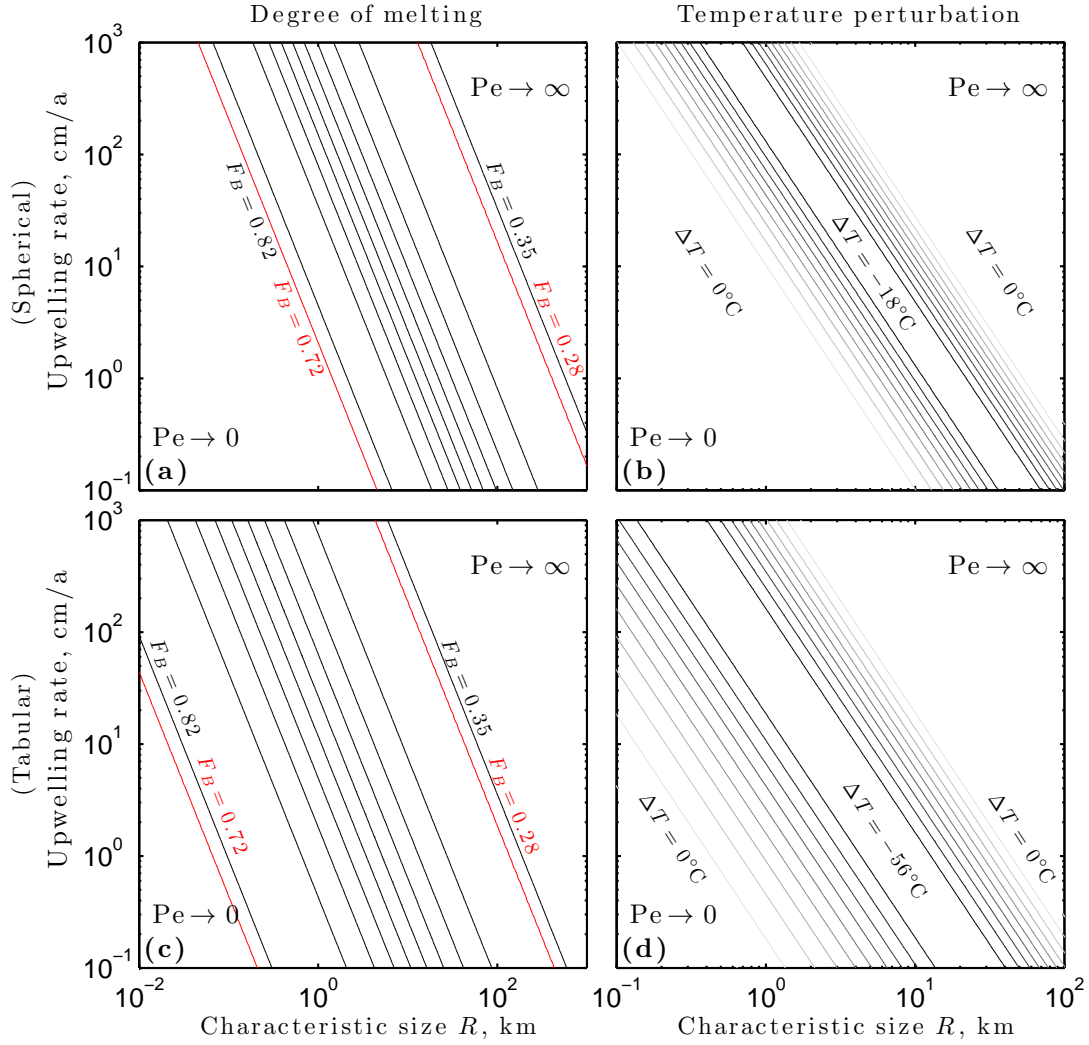 Degree of melting
Temperature perturbation
(Spherical)
Upwelling rate, cm/a
10^3
10^2
10^1
10^0
10^−1
Pe → ∞
F_B = 0.82
F_B = 0.72
F_B = 0.35
F_B = 0.28
Pe → 0
(a)
Pe → ∞
ΔT = 0°C
ΔT = −18°C
ΔT = 0°C
Pe → 0
(b)
(Tabular)
Upwelling rate, cm/a
10^3
10^2
10^1
10^0
10^−1
Pe → ∞
F_B = 0.82
F_B = 0.72
F_B = 0.35
F_B = 0.28
Pe → 0
(c)
10^−2
10^0
10^2
Characteristic size R, km
Pe → ∞
ΔT = 0°C
ΔT = −56°C
ΔT = 0°C
Pe → 0
(d)
10^−1
10^0
10^1
10^2
Characteristic size R, km